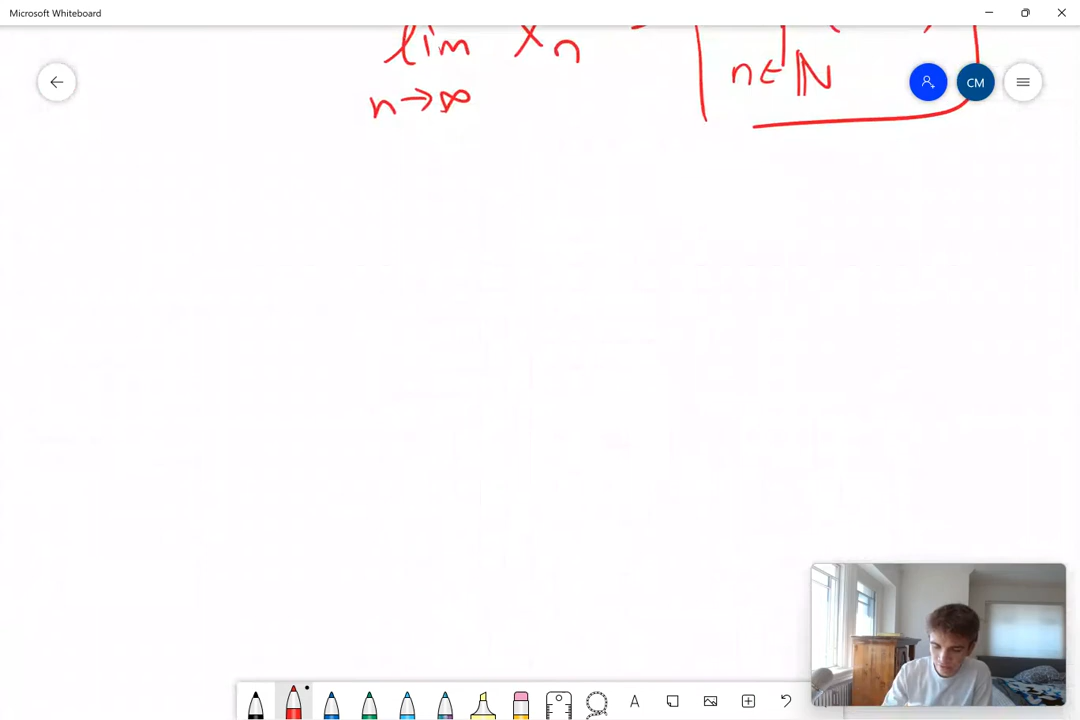 Microsoft Whiteboard
lim xₙ =
n→∞
n∈ℕ
CM
A